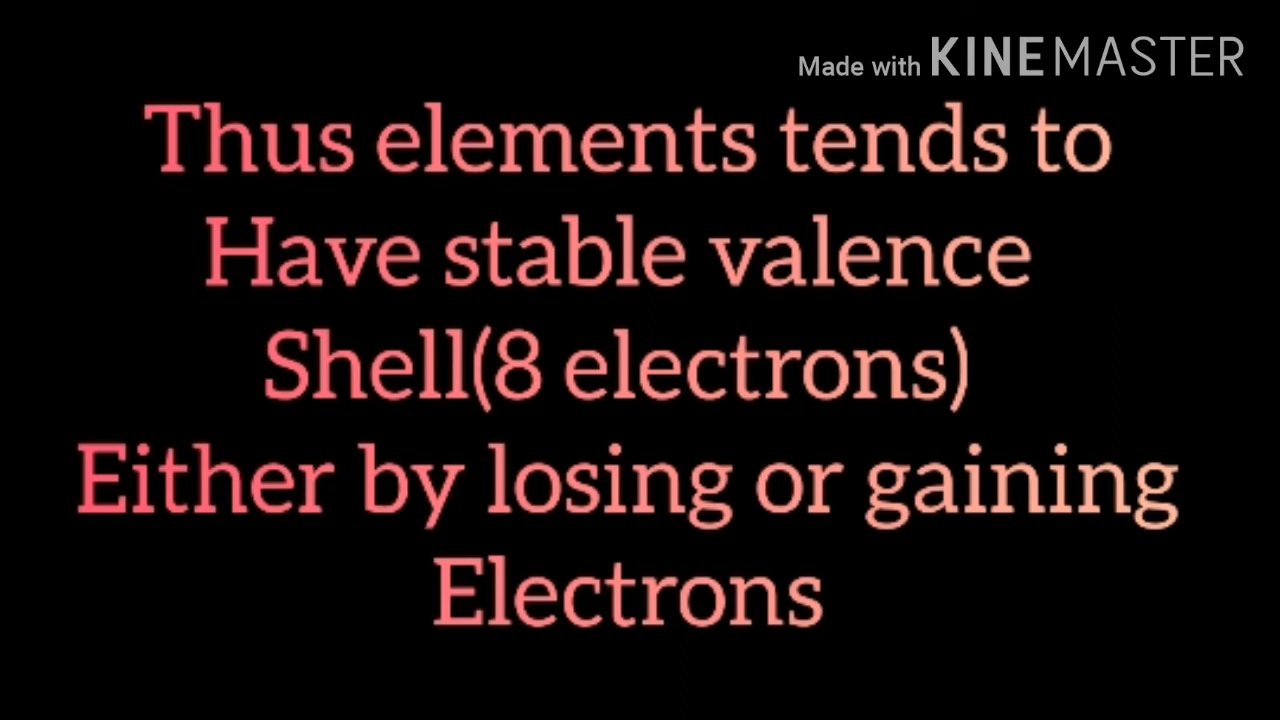 Made with KINEMASTER
Thus elements tends to
Have stable valence
Shell(8 electrons)
Either by losing or gaining
Electrons